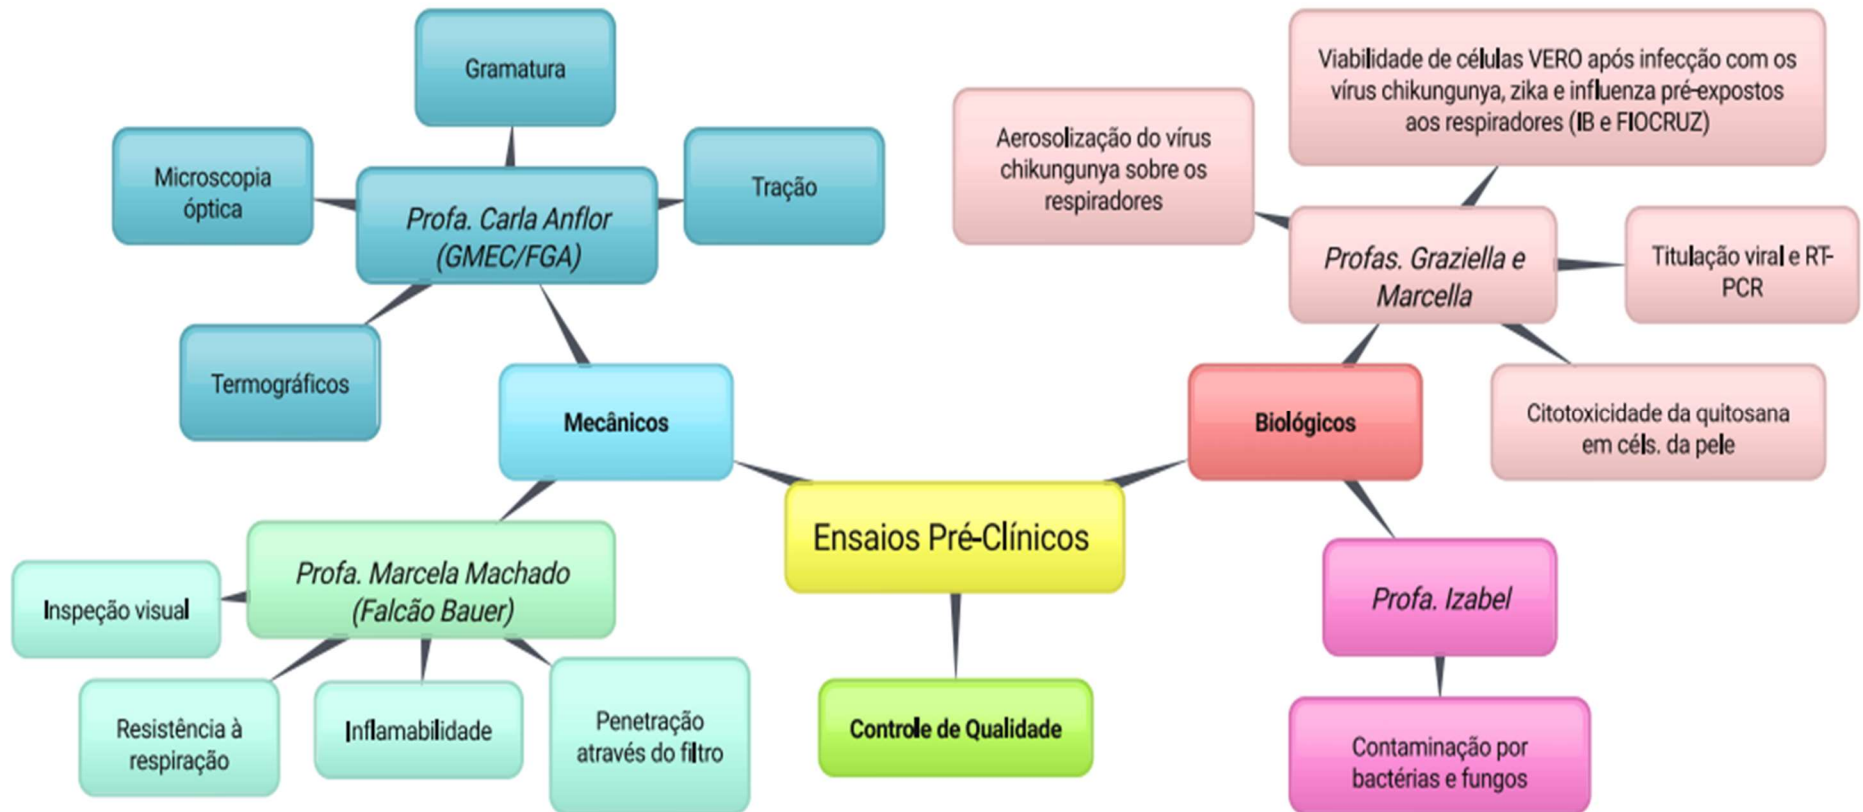 Gramatura
Microscopia
óptica
Profa. Carla Anflor
(GMEC/FGA)
Tração
Termográficos
Mecânicos
Profa. Marcela Machado
(Falcão Bauer)
Inspeção visual
Resistência à
respiração
Inflamabilidade
Penetração
através do filtro
Ensaios Pré-Clínicos
Controle de Qualidade
Viabilidade de células VERO após infecção com os
vírus chikungunya, zika e influenza pré-expostos
aos respiradores (IB e FIOCRUZ)
Aerosolização do vírus
chikungunya sobre os
respiradores
Profas. Graziella e
Marcella
Titulação viral e RT-
PCR
Biológicos
Citotoxicidade da quitosana
em céls. da pele
Profa. Izabel
Contaminação por
bactérias e fungos